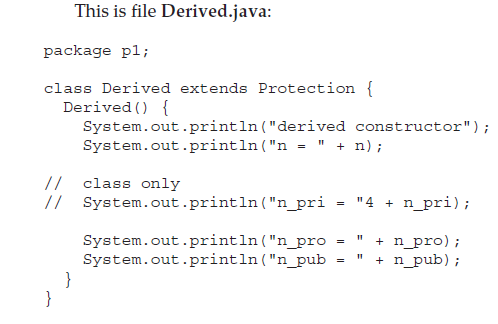 This is file Derived.java:
package p1;
class Derived extends Protection {
Derived() {
System.out.println("derived constructor");
System.out.println("n = " + n);
// class only
// System.out.println("n_pri = "4 + n_pri);
System.out.println("n_pro = " + n_pro);
System.out.println("n_pub = " + n_pub);
}
}